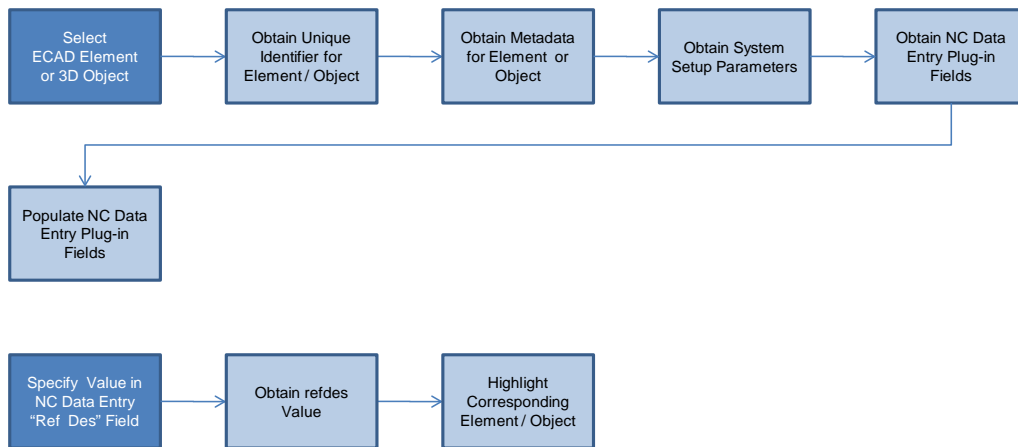 Select
ECAD Element
or 3D Object
Obtain Unique
Identifier for
Element / Object
Obtain Metadata
for Element or
Object
Obtain System
Setup Parameters
Obtain NC Data
Entry Plug-in
Fields
Populate NC Data
Entry Plug-in
Fields
Specify Value in
NC Data Entry
“Ref Des” Field
Obtain refdes
Value
Highlight
Corresponding
Element / Object